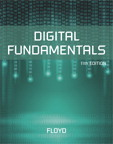 DIGITAL
FUNDAMENTALS
11TH EDITION
FLOYD